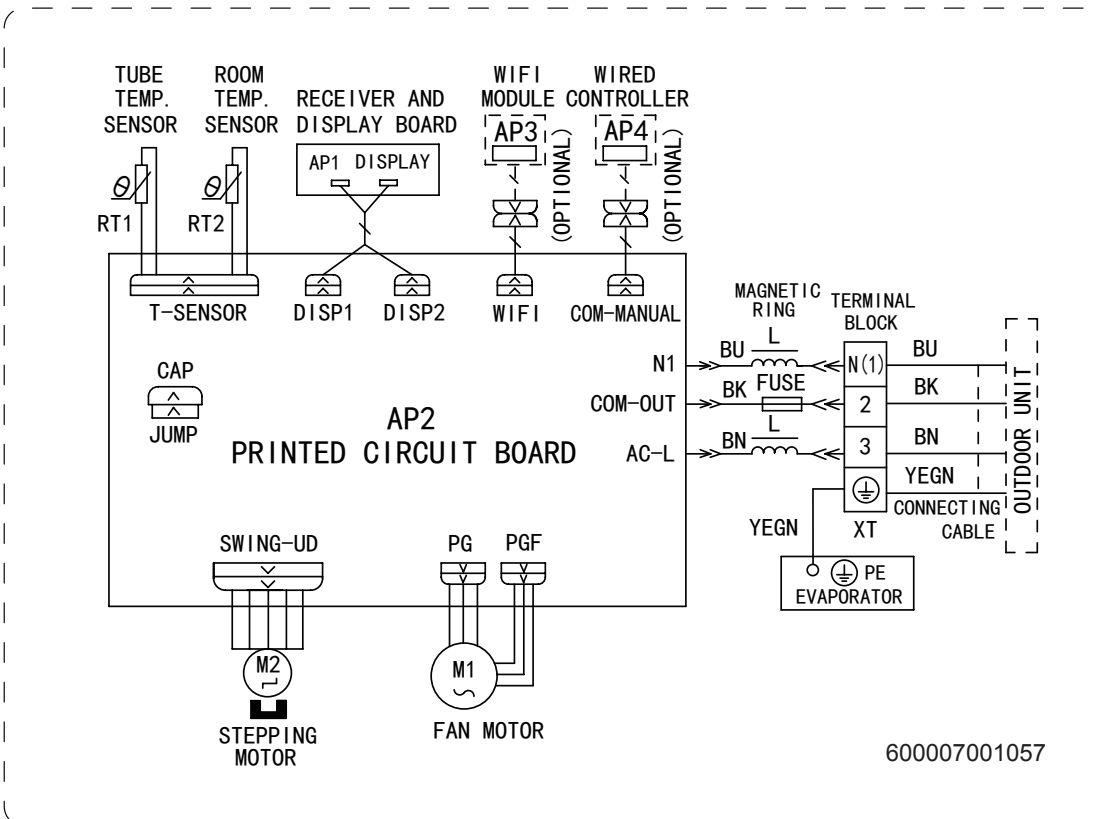 TUBE
TEMP.
SENSOR
ROOM
TEMP.
SENSOR
RECEIVER AND
DISPLAY BOARD
WIFI
MODULE
WIRED
CONTROLLER
AP1 DISPLAY
AP3
(OPTIONAL)
AP4
(OPTIONAL)
θ
RT1
θ
RT2
T-SENSOR
DISP1
DISP2
WIFI
COM-MANUAL
MAGNETIC
RING
TERMINAL
BLOCK
CAP
JUMP
AP2
PRINTED CIRCUIT BOARD
N1
BU
L
N(1)
BU
COM-OUT
BK
FUSE
2
BK
AC-L
BN
L
3
BN
YEGN
XT
CONNECTING
CABLE
OUTDOOR UNIT
YEGN
PE
EVAPORATOR
SWING-UD
PG
PGF
M2
STEPPING
MOTOR
M1
FAN MOTOR
600007001057